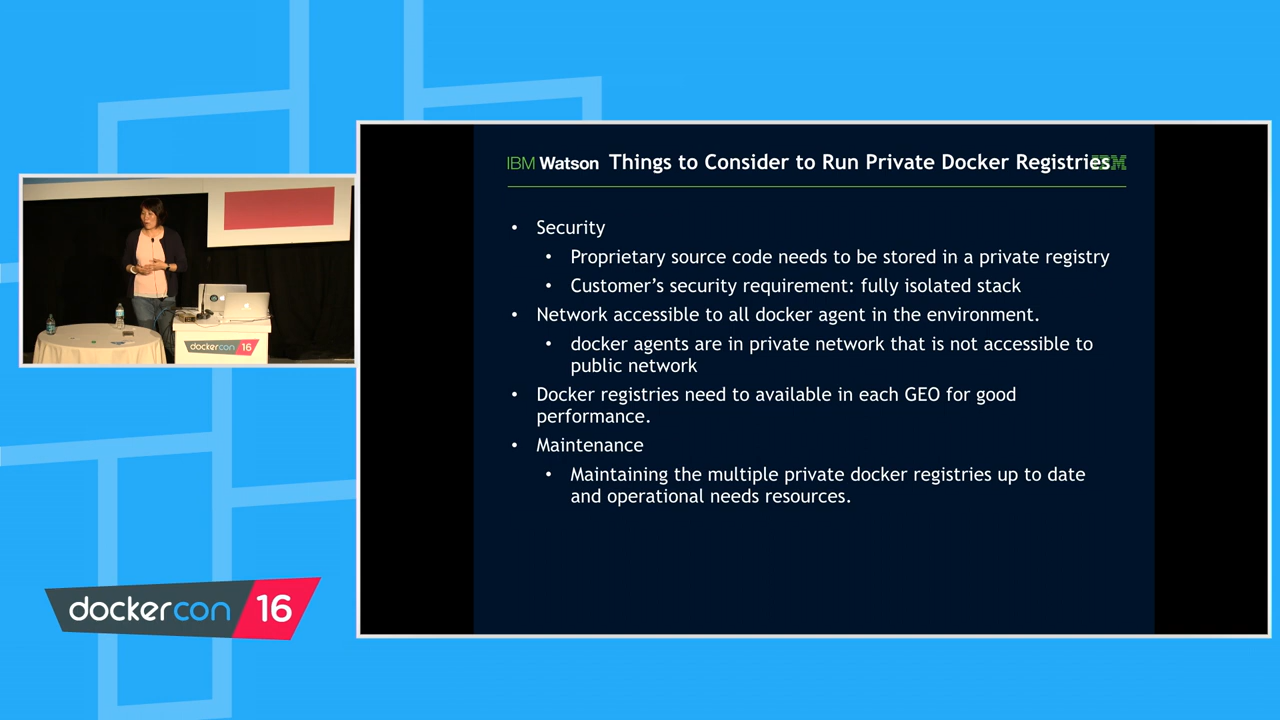 IBM Watson Things to Consider to Run Private Docker Registries IBM
• Security
• Proprietary source code needs to be stored in a private registry
• Customer’s security requirement: fully isolated stack
• Network accessible to all docker agent in the environment.
• docker agents are in private network that is not accessible to
public network
• Docker registries need to available in each GEO for good
performance.
• Maintenance
• Maintaining the multiple private docker registries up to date
and operational needs resources.
dockercon 16
dockercon 16